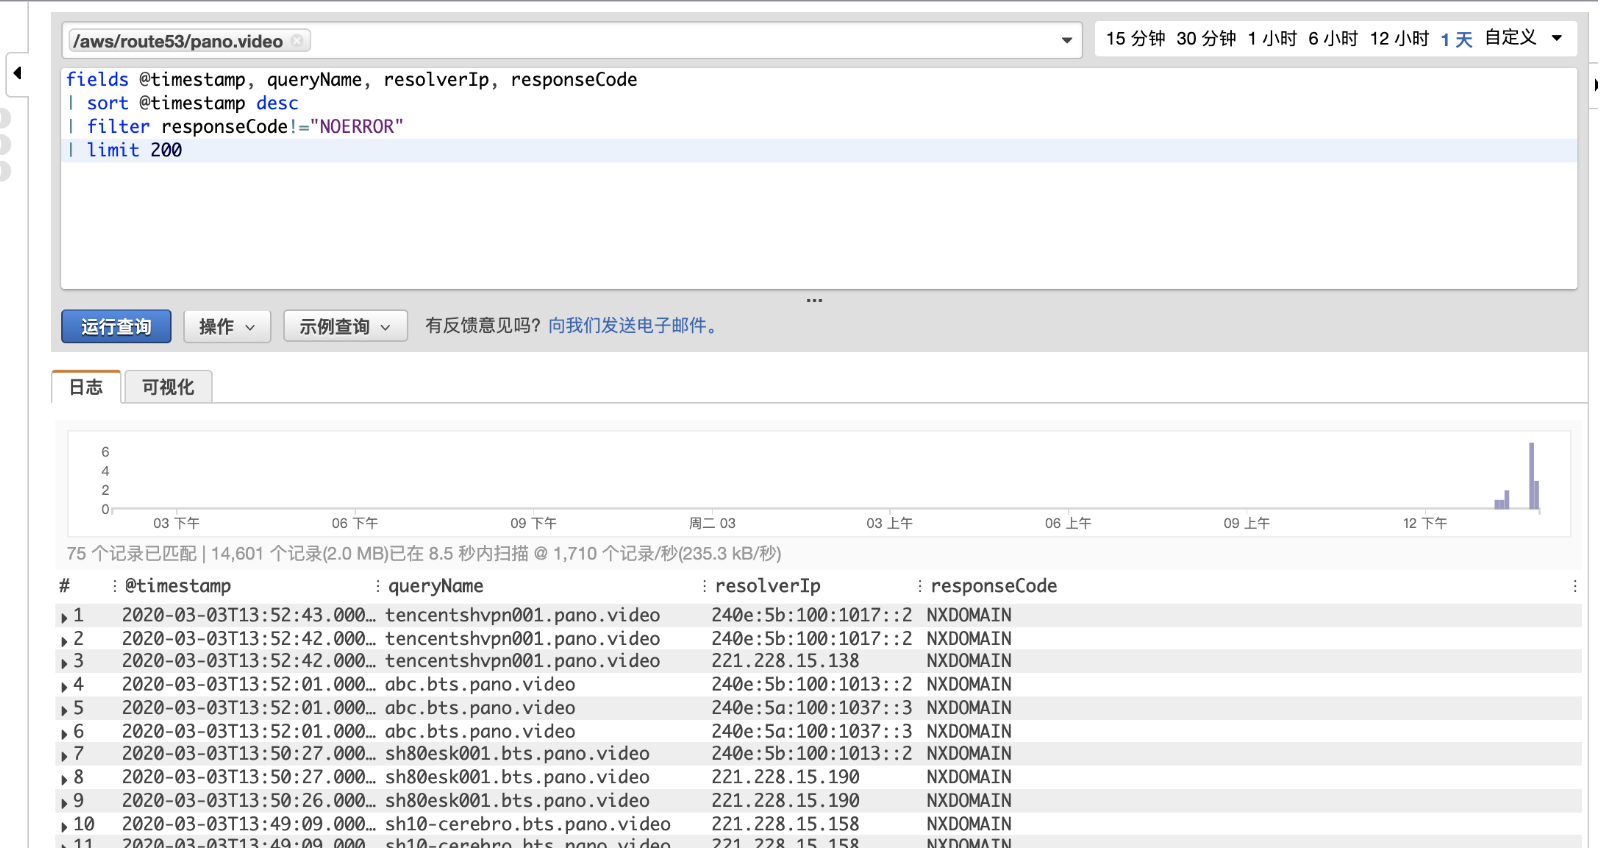 /aws/route53/pano.video
15 分钟 30 分钟 1 小时 6 小时 12 小时 1 天 自定义
fields @timestamp, queryName, resolverIp, responseCode
| sort @timestamp desc
| filter responseCode!="NOERROR"
| limit 200
运行查询 操作 示例查询 有反馈意见吗? 向我们发送电子邮件。
日志 可视化
6
4
2
0
03 下午 06 下午 09 下午 周二 03 03 上午 06 上午 09 上午 12 下午
75 个记录已匹配 | 14,601 个记录(2.0 MB)已在 8.5 秒内扫描 @ 1,710 个记录/秒(235.3 kB/秒)
# @timestamp queryName resolverIp responseCode
1 2020-03-03T13:52:43.000… tencentshvpn001.pano.video 240e:5b:100:1017::2 NXDOMAIN
2 2020-03-03T13:52:42.000… tencentshvpn001.pano.video 240e:5b:100:1017::2 NXDOMAIN
3 2020-03-03T13:52:42.000… tencentshvpn001.pano.video 221.228.15.138 NXDOMAIN
4 2020-03-03T13:52:01.000… abc.bts.pano.video 240e:5b:100:1013::2 NXDOMAIN
5 2020-03-03T13:52:01.000… abc.bts.pano.video 240e:5a:100:1037::3 NXDOMAIN
6 2020-03-03T13:52:01.000… abc.bts.pano.video 240e:5a:100:1037::3 NXDOMAIN
7 2020-03-03T13:50:27.000… sh80esk001.bts.pano.video 240e:5b:100:1013::2 NXDOMAIN
8 2020-03-03T13:50:27.000… sh80esk001.bts.pano.video 221.228.15.190 NXDOMAIN
9 2020-03-03T13:50:26.000… sh80esk001.bts.pano.video 221.228.15.190 NXDOMAIN
10 2020-03-03T13:49:09.000… sh10-cerebro.bts.pano.video 221.228.15.158 NXDOMAIN
11 2020-03-03T13:49:09.000… sh10-cerebro.bts.pano.video 221.228.15.158 NXDOMAIN